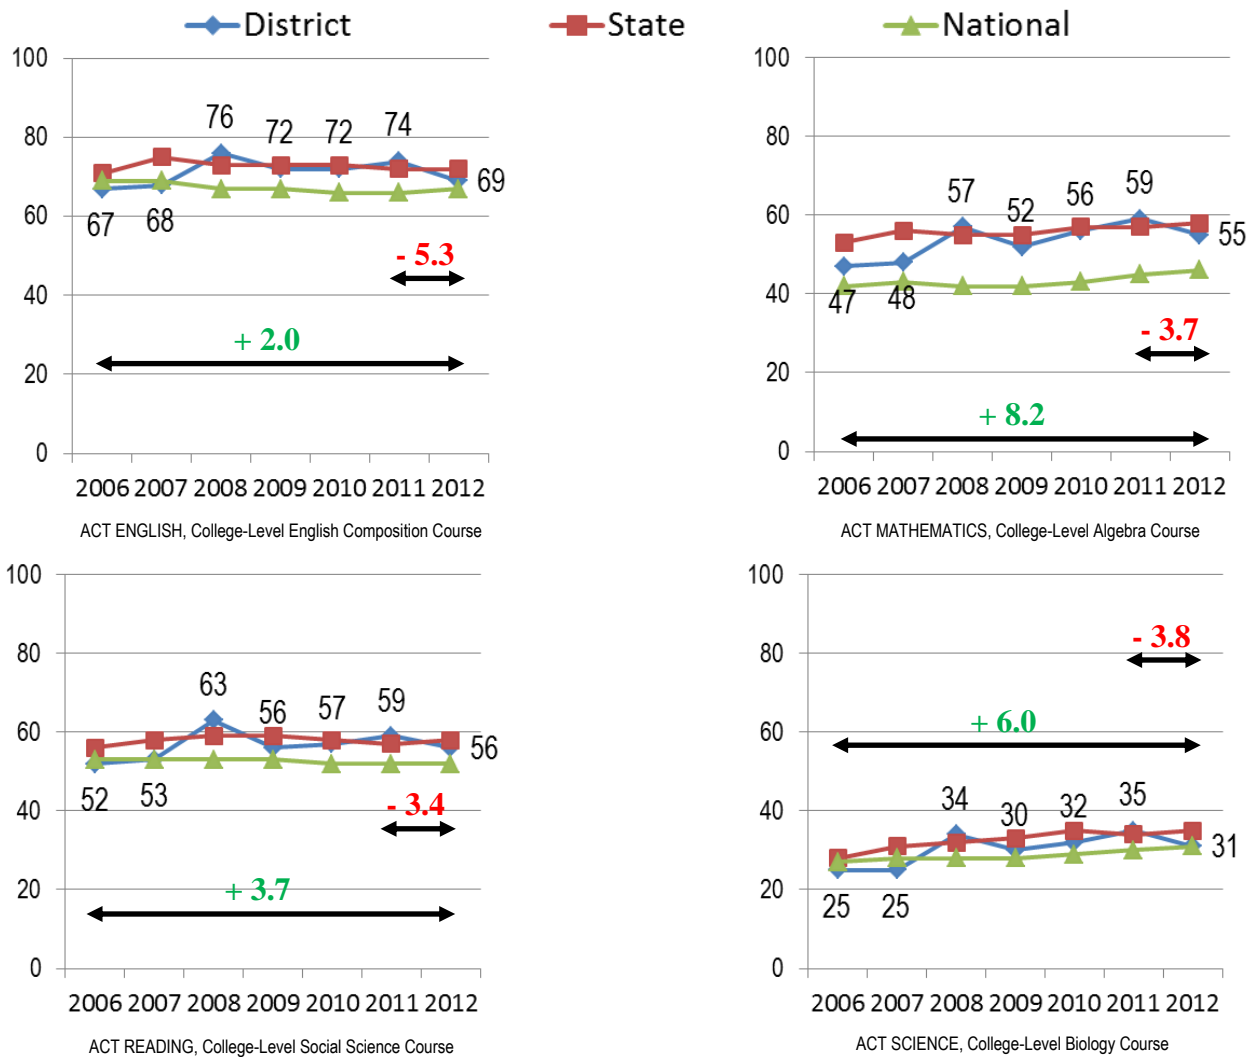 District State National
100
80
60
40
20
0
76 72 72 74
67 68 69
- 5.3
+ 2.0
2006 2007 2008 2009 2010 2011 2012
ACT ENGLISH, College-Level English Composition Course
100
80
60
40
20
0
57 52 56 59
47 48 55
- 3.7
+ 8.2
2006 2007 2008 2009 2010 2011 2012
ACT MATHEMATICS, College-Level Algebra Course
100
80
60
40
20
0
63 56 57 59
52 53 56
- 3.4
+ 3.7
2006 2007 2008 2009 2010 2011 2012
ACT READING, College-Level Social Science Course
100
80
60
40
20
0
- 3.8
+ 6.0
34 30 32 35
25 25 31
2006 2007 2008 2009 2010 2011 2012
ACT SCIENCE, College-Level Biology Course